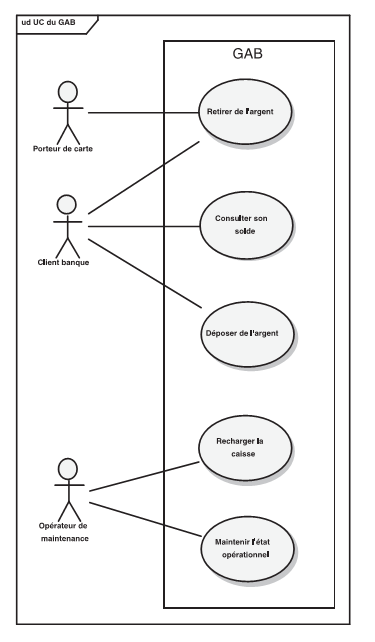 ud UC du GAB
GAB
Porteur de carte
Retirer de l'argent
Client banque
Consulter son
solde
Déposer de l'argent
Recharger la
caisse
Opérateur de
maintenance
Maintenir l'état
opérationnel